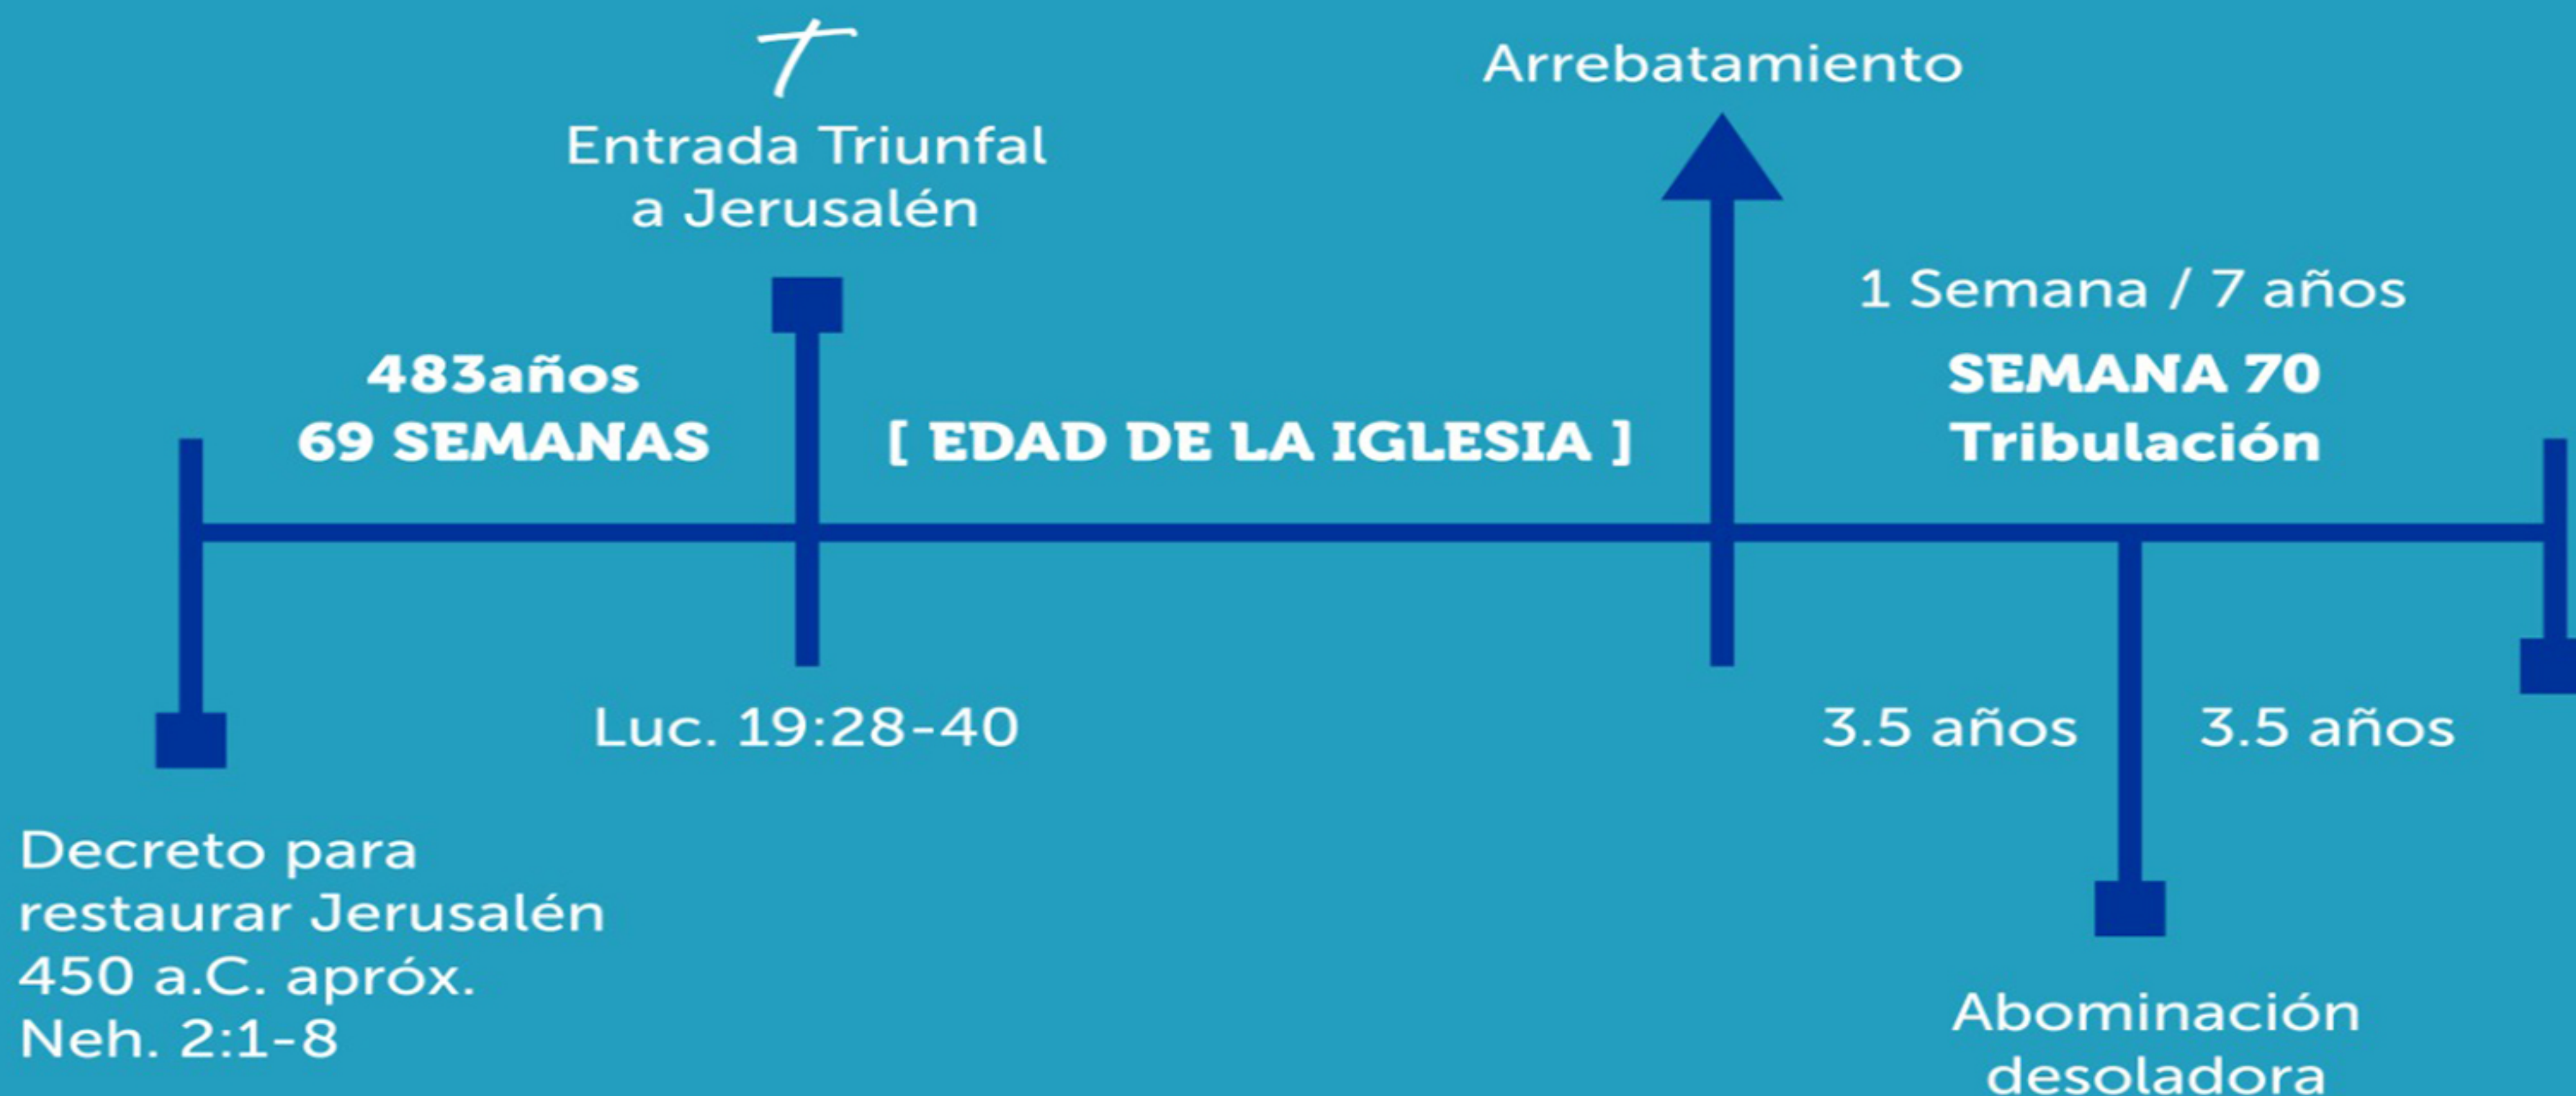 Entrada Triunfal
a Jerusalén
Arrebatamiento
483años
69 SEMANAS
[ EDAD DE LA IGLESIA ]
1 Semana / 7 años
SEMANA 70
Tribulación
Luc. 19:28-40
3.5 años
3.5 años
Decreto para
restaurar Jerusalén
450 a.C. apróx.
Neh. 2:1-8
Abominación
desoladora